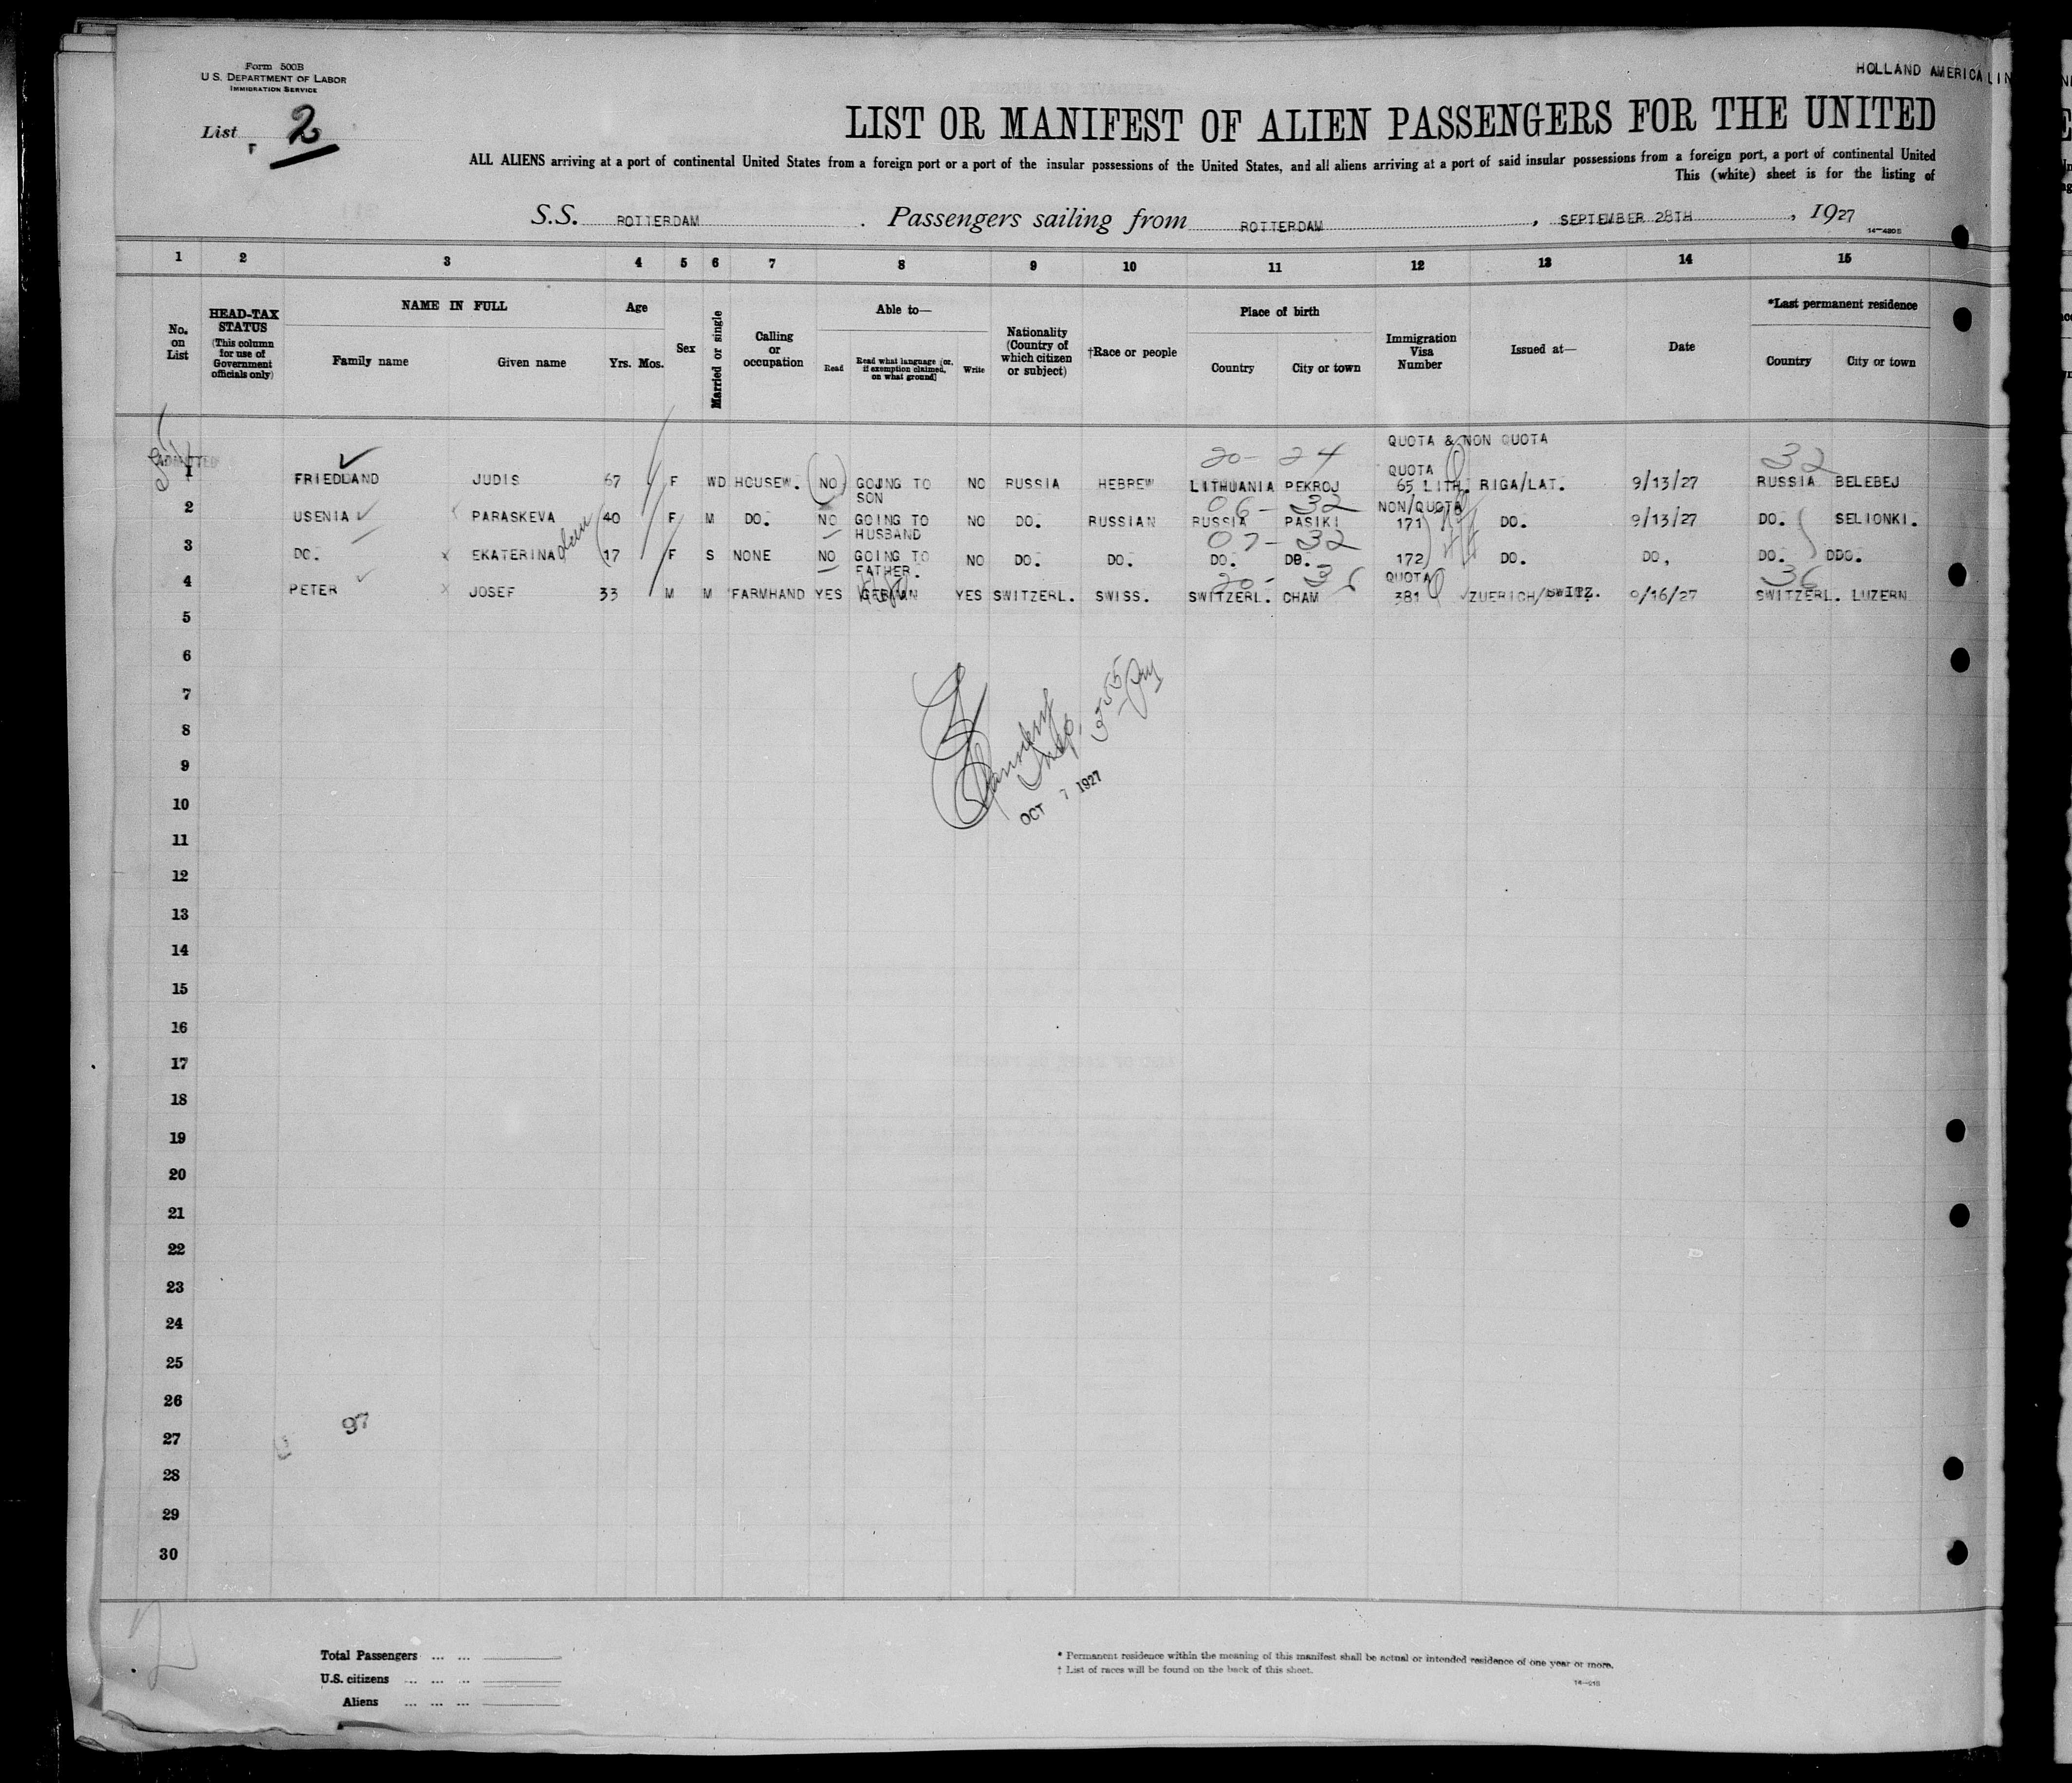 Form 500B
U.S. DEPARTMENT OF LABOR
IMMIGRATION SERVICE
HOLLAND AMERICA LIN
List 2
F
LIST OR MANIFEST OF ALIEN PASSENGERS FOR THE UNITED
ALL ALIENS arriving at a port of continental United States from a foreign port or a port of the insular possessions of the United States, and all aliens arriving at a port of said insular possessions from a foreign port, a port of continental United
This (white) sheet is for the listing of
S.S. ROTTERDAM . Passengers sailing from ROTTERDAM , SEPTEMBER 28TH , 1927
1 2 3 4 5 6 7 8 9 10 11 12 13 14 15
No. on List
HEAD-TAX STATUS (This column for use of Government officials only)
NAME IN FULL
Family name Given name
Age
Yrs. Mos.
Sex
Married or single
Calling or occupation
Able to—
Read Read what language [or, if exemption claimed, on what ground] Write
Nationality (Country of which citizen or subject)
†Race or people
Place of birth
Country City or town
Immigration Visa Number
Issued at—
Date
*Last permanent residence
Country City or town
QUOTA & NON QUOTA
ADMITTED
20- 24 QUOTA 32
1 FRIEDLAND JUDIS 67 F WD HOUSEW. NO GOING TO SON NO RUSSIA HEBREW LITHUANIA PEKROJ 65 LITH. RIGA/LAT. 9/13/27 RUSSIA BELEBEJ
06- 32 NON/QUOTA
2 USENIA PARASKEVA 40 F M DO. NO GOING TO HUSBAND NO DO. RUSSIAN RUSSIA PASIKI 171 DO. 9/13/27 DO. SELIONKI.
07- 32
3 DO. EKATERINA 17 F S NONE NO GOING TO FATHER. NO DO. DO. DO. DO. 172 DO. DO, DO. DDO.
20- 36 QUOTA 36
4 PETER JOSEF 33 M M FARMHAND YES GERMAN YES SWITZERL. SWISS. SWITZERL. CHAM 381 ZUERICH/SWITZ. 9/16/27 SWITZERL. LUZERN
5
6
7
8
9
OCT 7 1927
10
11
12
13
14
15
16
17
18
19
20
21
22
23
24
25
26
97
27
28
29
30
Total Passengers ... ...
U.S. citizens ... ... ...
Aliens ... ... ...
* Permanent residence within the meaning of this manifest shall be actual or intended residence of one year or more.
† List of races will be found on the back of this sheet.